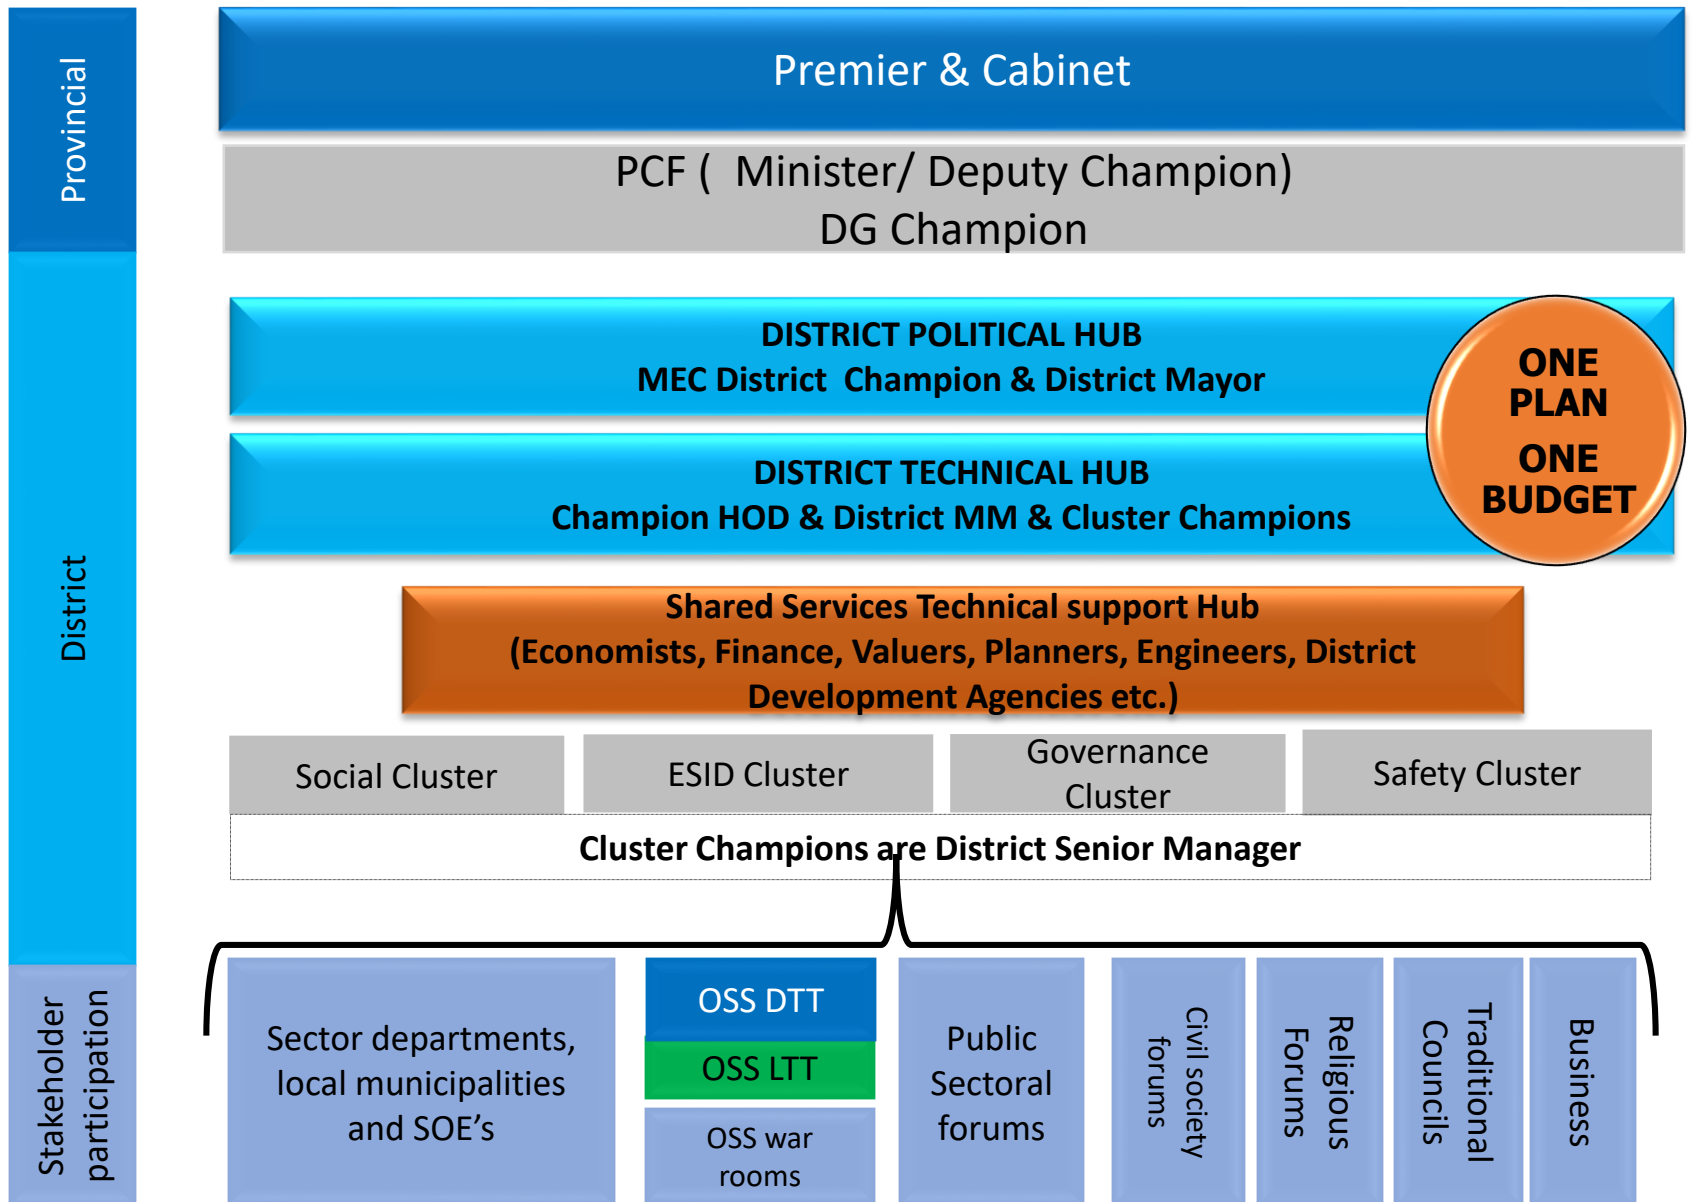 Provincial
Premier & Cabinet
PCF (  Minister/ Deputy Champion)
DG Champion
District
DISTRICT POLITICAL HUB
MEC District  Champion & District Mayor
DISTRICT TECHNICAL HUB
Champion HOD & District MM & Cluster Champions
ONE
PLAN
ONE
BUDGET
Shared Services Technical support Hub
(Economists, Finance, Valuers, Planners, Engineers, District
Development Agencies etc.)
Social Cluster
ESID Cluster
Governance
Cluster
Safety Cluster
Cluster Champions are District Senior Manager
Stakeholder
participation
Sector departments,
local municipalities
and SOE’s
OSS DTT
OSS LTT
OSS war
rooms
Public
Sectoral
forums
Civil society
forums
Religious
Forums
Traditional
Councils
Business